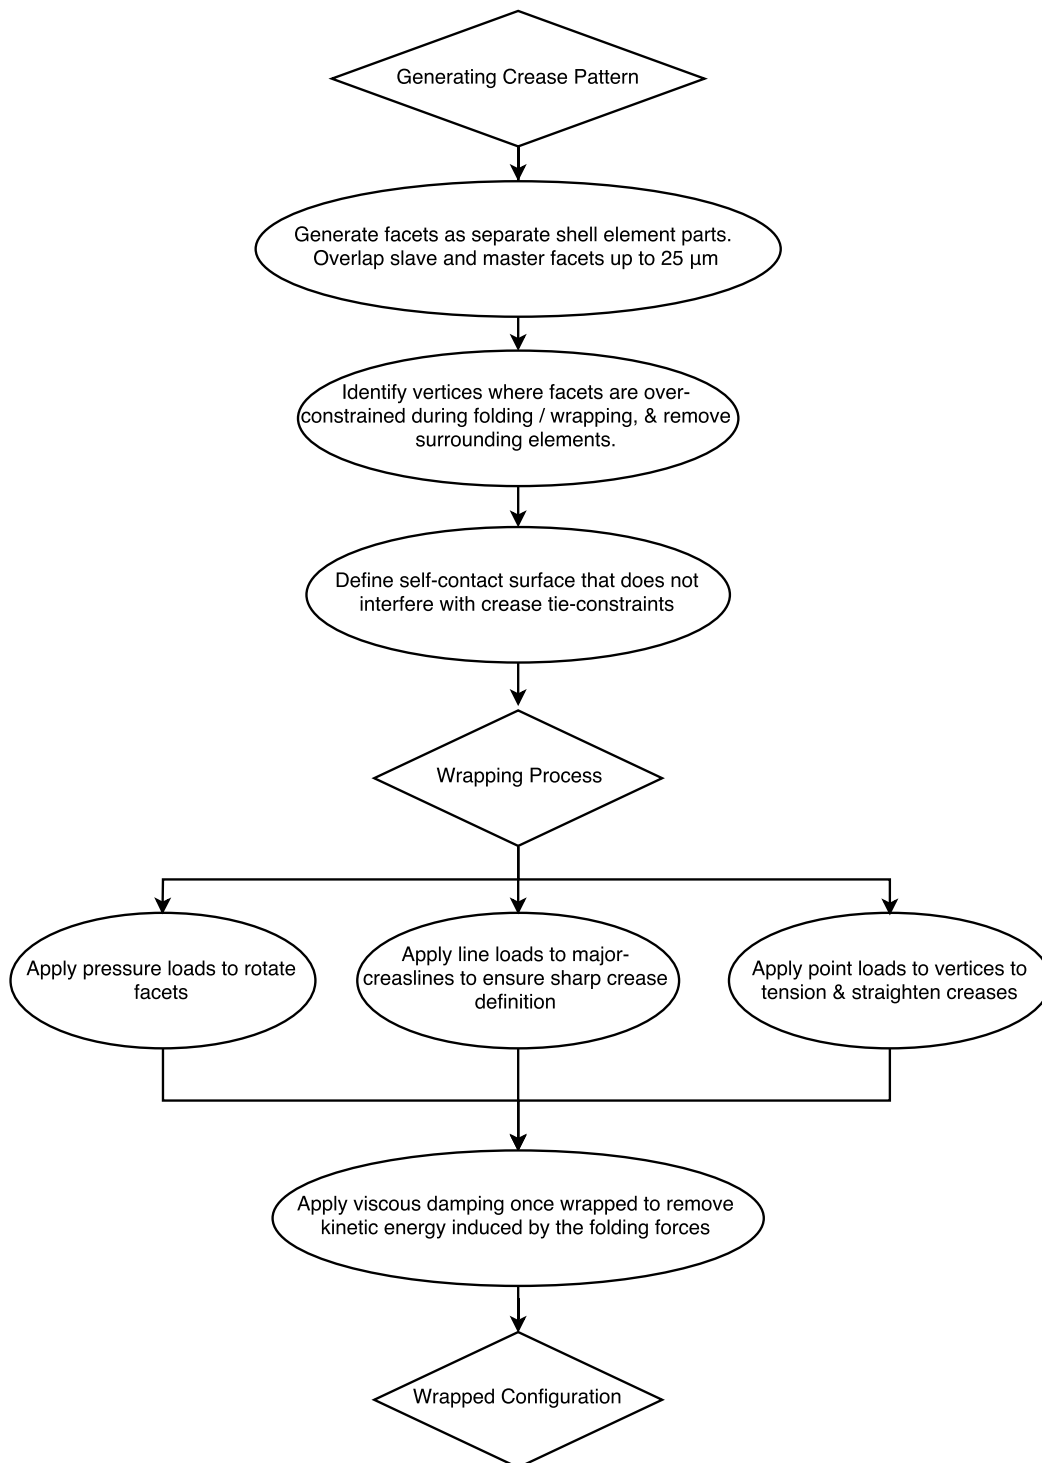 Generating Crease Pattern
Generate facets as separate shell element parts.
Overlap slave and master facets up to 25 μm
Identify vertices where facets are over-
constrained during folding / wrapping, & remove
surrounding elements.
Define self-contact surface that does not
interfere with crease tie-constraints
Wrapping Process
Apply pressure loads to rotate
facets
Apply line loads to major-
creaslines to ensure sharp crease
definition
Apply point loads to vertices to
tension & straighten creases
Apply viscous damping once wrapped to remove
kinetic energy induced by the folding forces
Wrapped Configuration